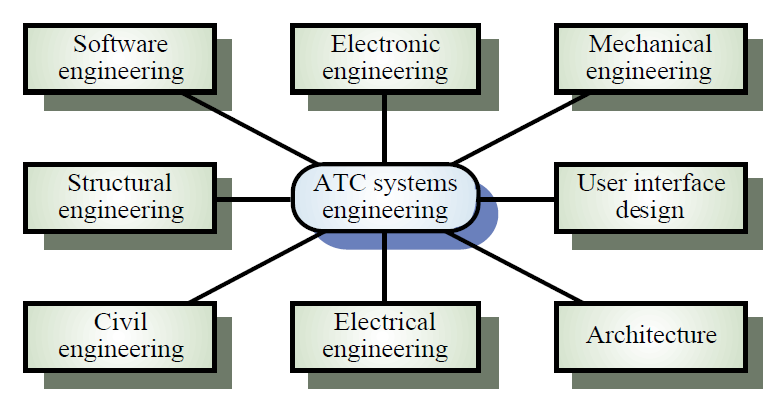 Software
engineering
Electronic
engineering
Mechanical
engineering
Structural
engineering
ATC systems
engineering
User interface
design
Civil
engineering
Electrical
engineering
Architecture